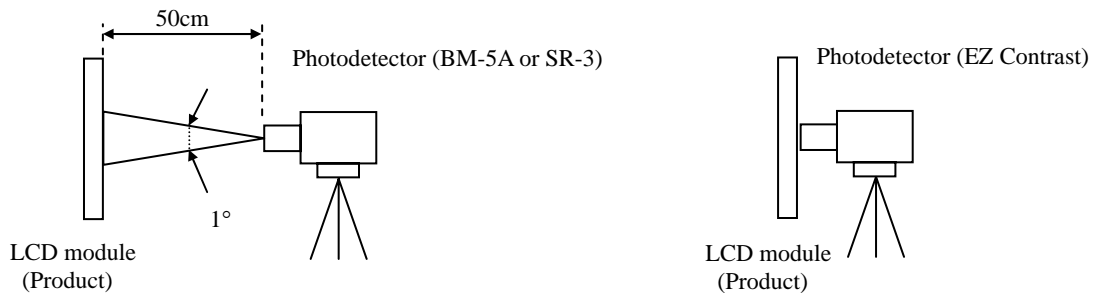 50cm
Photodetector (BM-5A or SR-3)
1°
LCD module
(Product)
Photodetector (EZ Contrast)
LCD module
(Product)